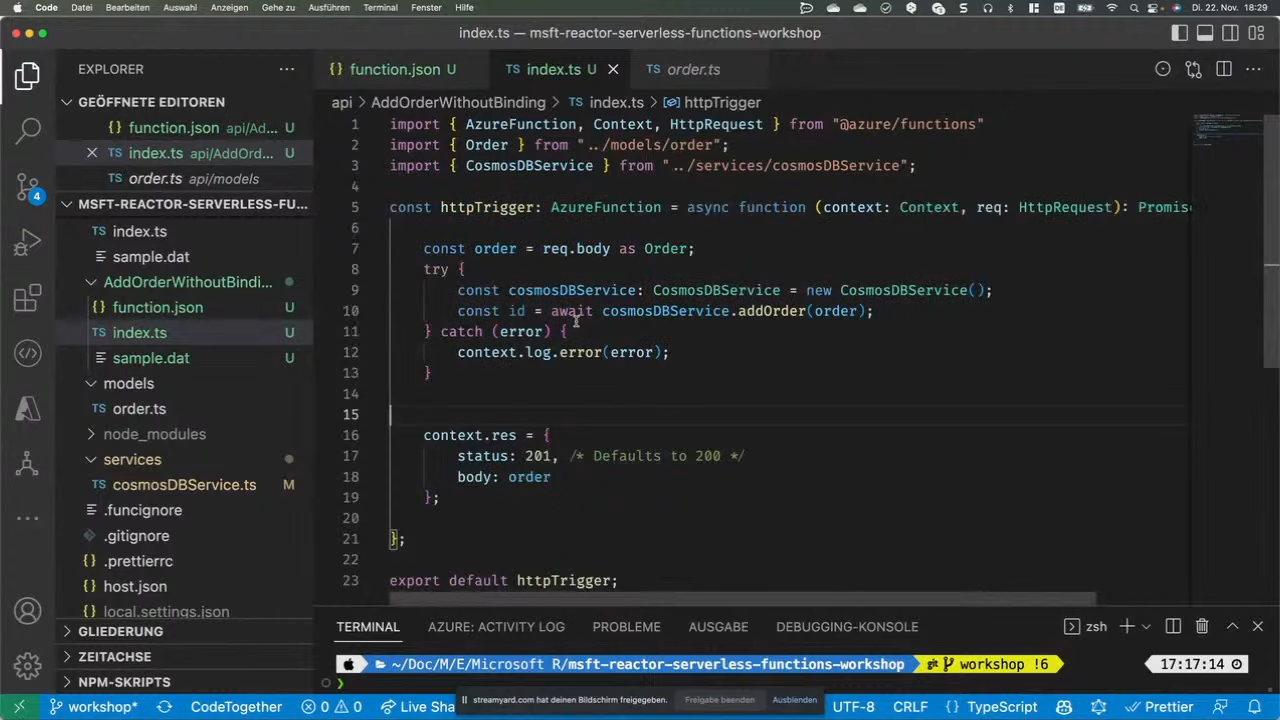 Code Ablage Bearbeiten Auswahl Anzeigen Gehe zu Ausführen Terminal Fenster Hilfe Di. 22. Nov. 18:29
index.ts — msft-reactor-serverless-functions-workshop
EXPLORER
GEÖFFNETE EDITOREN
function.json api/Ad... U
index.ts api/AddOrd... U
order.ts api/models
MSFT-REACTOR-SERVERLESS-FU...
index.ts U
sample.dat U
AddOrderWithoutBindi...
function.json U
index.ts U
sample.dat U
models
order.ts
node_modules
services
cosmosDBService.ts M
.funcignore
.gitignore
.prettierrc
host.json
local.settings.json
GLIEDERUNG
ZEITACHSE
NPM-SKRIPTS
4
function.json U index.ts U order.ts
api AddOrderWithoutBinding index.ts httpTrigger
1 import { AzureFunction, Context, HttpRequest } from "@azure/functions"
2 import { Order } from "../models/order";
3 import { CosmosDBService } from "../services/cosmosDBService";
4
5 const httpTrigger: AzureFunction = async function (context: Context, req: HttpRequest): Promis
6
7 const order = req.body as Order;
8 try {
9 const cosmosDBService: CosmosDBService = new CosmosDBService();
10 const id = await cosmosDBService.addOrder(order);
11 } catch (error) {
12 context.log.error(error);
13 }
14
15
16 context.res = {
17 status: 201, /* Defaults to 200 */
18 body: order
19 };
20
21 };
22
23 export default httpTrigger;
TERMINAL AZURE: ACTIVITY LOG PROBLEME AUSGABE DEBUGGING-KONSOLE zsh
~/Doc/M/E/Microsoft R/msft-reactor-serverless-functions-workshop git workshop !6 17:17:14
streamyard.com hat deinen Bildschirm freigegeben. Freigabe beenden Ausblenden
workshop* CodeTogether 0 0 Live Sha UTF-8 CRLF TypeScript Prettier